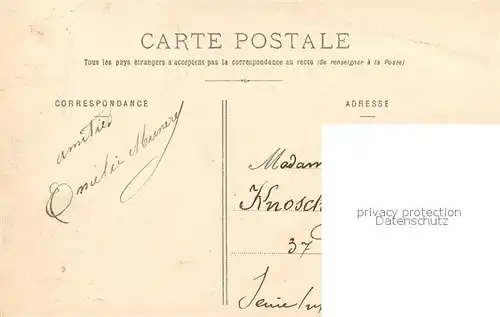 CARTE POSTALE
Tous les pays étrangers n'acceptent pas la correspondance au recto (Se renseigner à la Poste)
CORRESPONDANCE
ADRESSE
amitiés
Madam
Knosch
37
privacy protection
Datenschutz